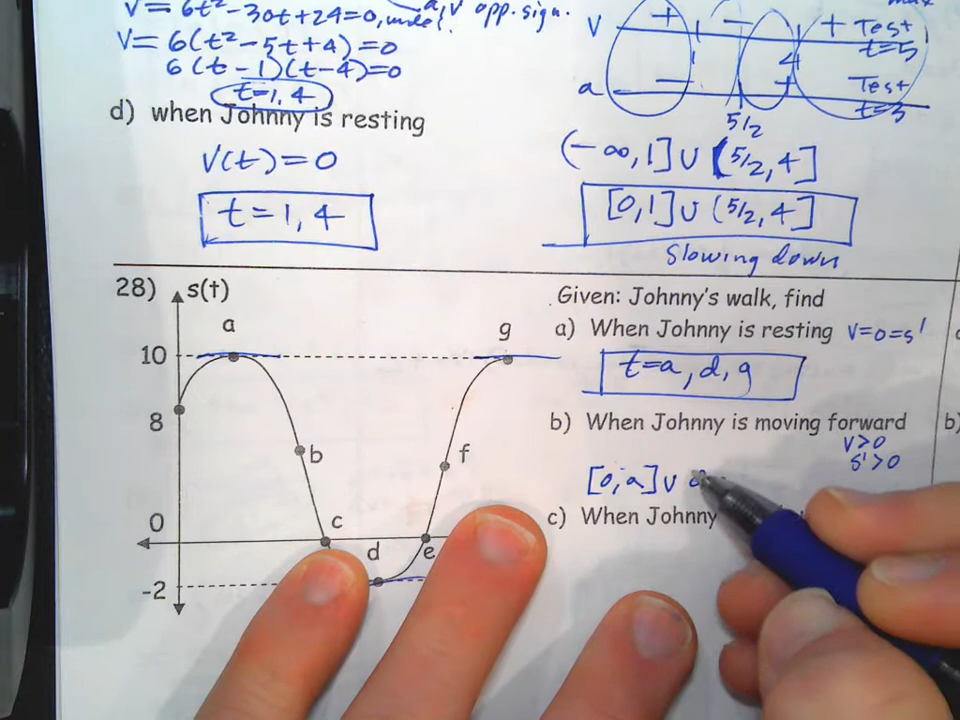 V = 6t² - 30t + 24 = 0,
a, V opp. sign.
V = 6(t² - 5t + 4) = 0
6(t - 1)(t - 4) = 0
t = 1, 4
d) when Johnny is resting
V(t) = 0
t = 1, 4
V + - + Test
4 t = 5
a - + Test
5/2 t = 3
(-∞, 1] ∪ (5/2, 4]
[0, 1] ∪ (5/2, 4]
Slowing down
28) s(t)
a
g
10
8
b
f
0
c
d
e
-2
Given: Johnny's walk, find
a) When Johnny is resting V = 0 = s'
t = a, d, g
b) When Johnny is moving forward
V > 0
s' > 0
[0, a] ∪
c) When Johnny
b)